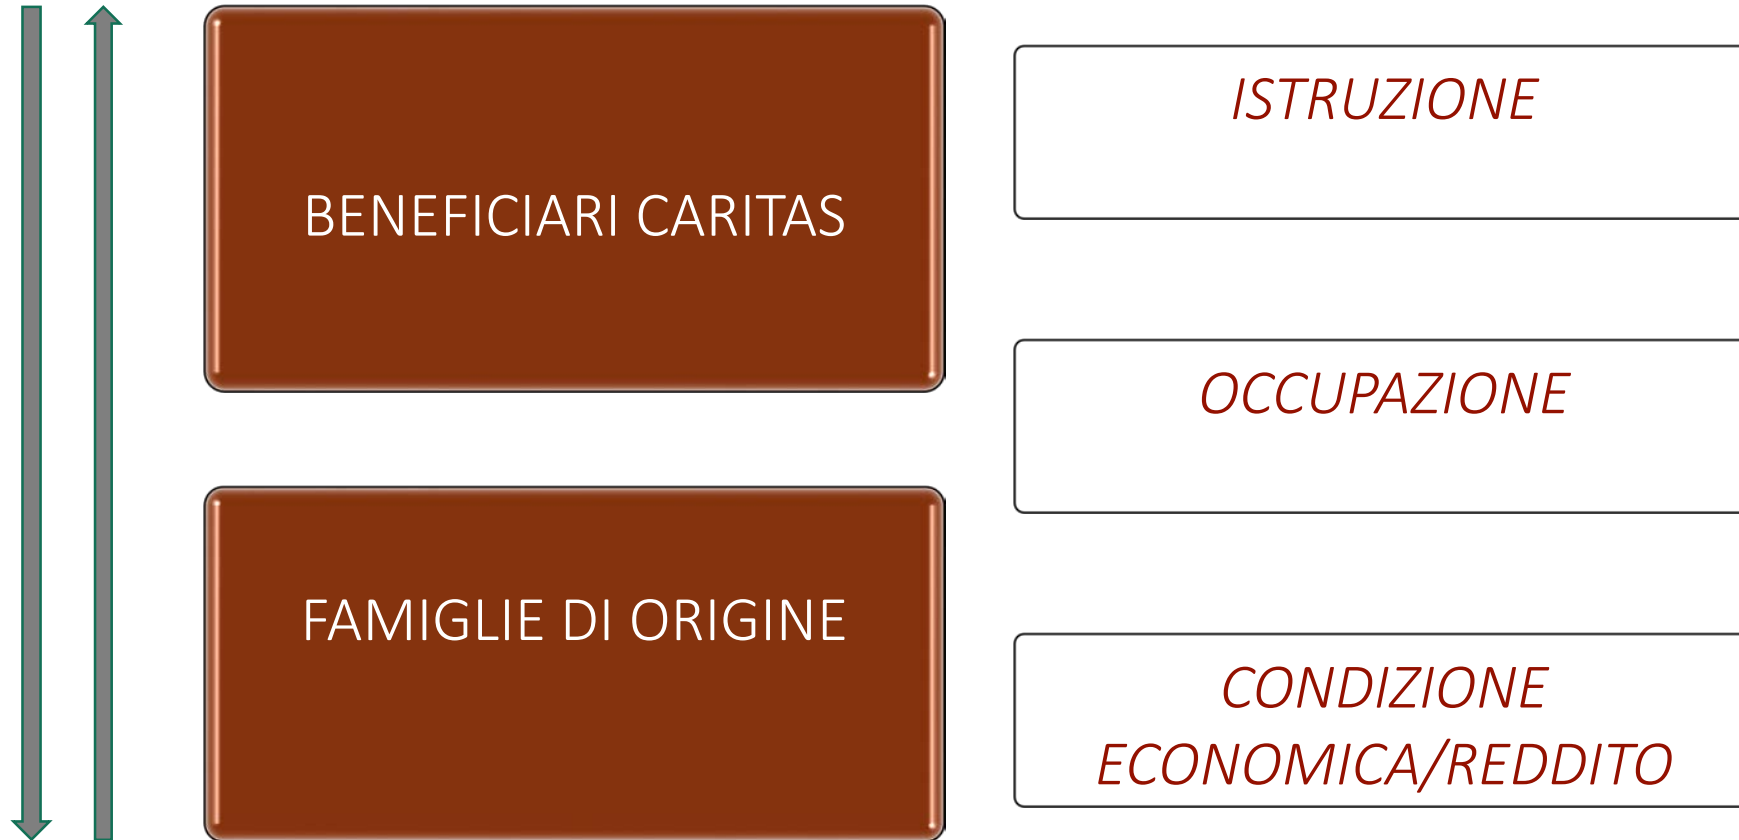 BENEFICIARI CARITAS
FAMIGLIE DI ORIGINE
ISTRUZIONE
OCCUPAZIONE
CONDIZIONE
ECONOMICA/REDDITO